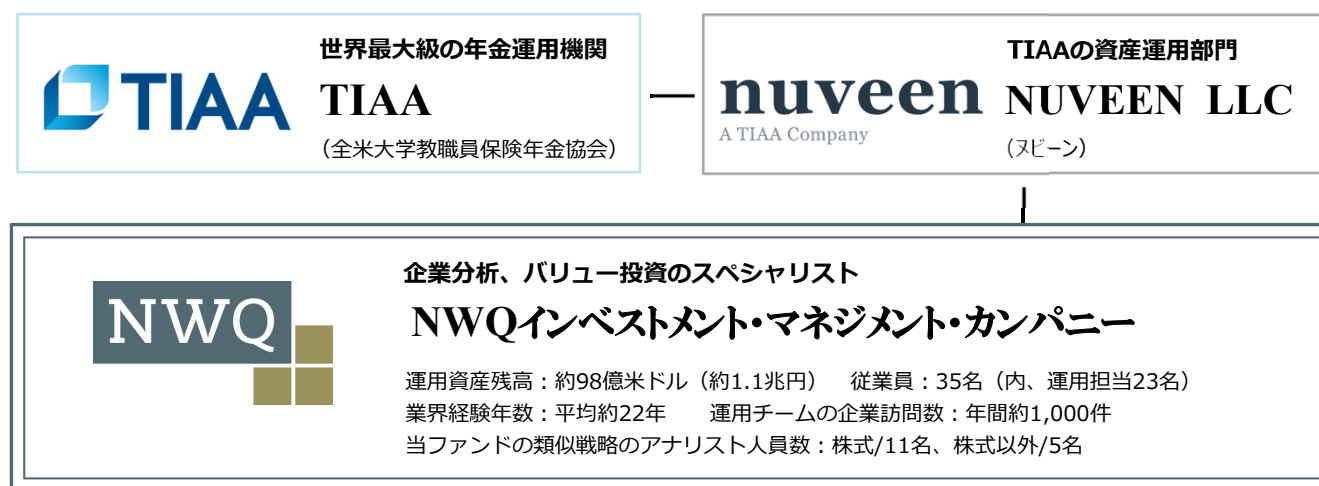 TIAA
世界最大級の年金運用機関
TIAA
（全米大学教職員保険年金協会）
nuveen
A TIAA Company
TIAAの資産運用部門
NUVEEN LLC
（ヌビーン）
NWQ
企業分析、バリュー投資のスペシャリスト
NWQインベストメント・マネジメント・カンパニー
運用資産残高：約98億米ドル（約1.1兆円）　従業員：35名（内、運用担当23名）
業界経験年数：平均約22年　　運用チームの企業訪問数：年間約1,000件
当ファンドの類似戦略のアナリスト人員数：株式/11名、株式以外/5名